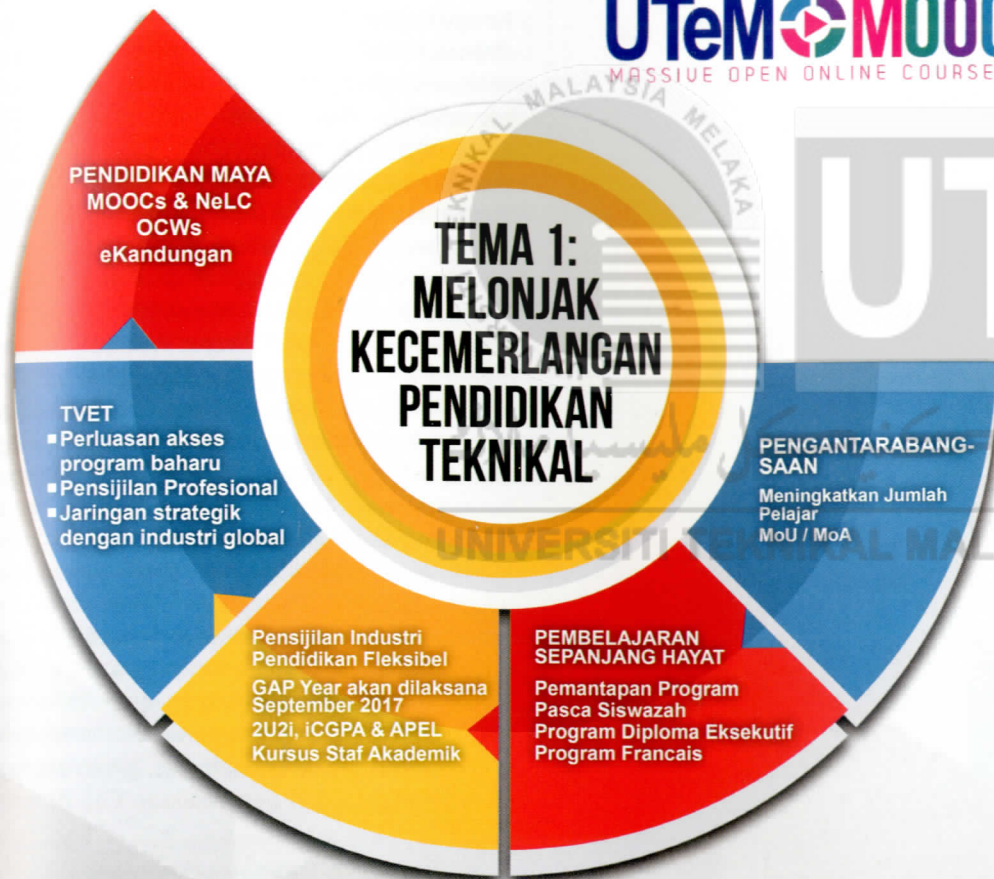 UTeM MOOC
MASSIVE OPEN ONLINE COURSE
TEMA 1:
MELONJAK
KECEMERLANGAN
PENDIDIKAN
TEKNIKAL
PENDIDIKAN MAYA
MOOCs & NeLC
OCWs
eKandungan
TVET
▪Perluasan akses
program baharu
▪Pensijilan Profesional
▪Jaringan strategik
dengan industri global
Pensijilan Industri
Pendidikan Fleksibel
GAP Year akan dilaksana
September 2017
2U2i, iCGPA & APEL
Kursus Staf Akademik
PEMBELAJARAN
SEPANJANG HAYAT
Pemantapan Program
Pasca Siswazah
Program Diploma Eksekutif
Program Francais
PENGANTARABANG-
SAAN
Meningkatkan Jumlah
Pelajar
MoU / MoA
TEKNIKAL MALAYSIA MELAKA
UT
UNIVERSITI TEKNIKAL MAL